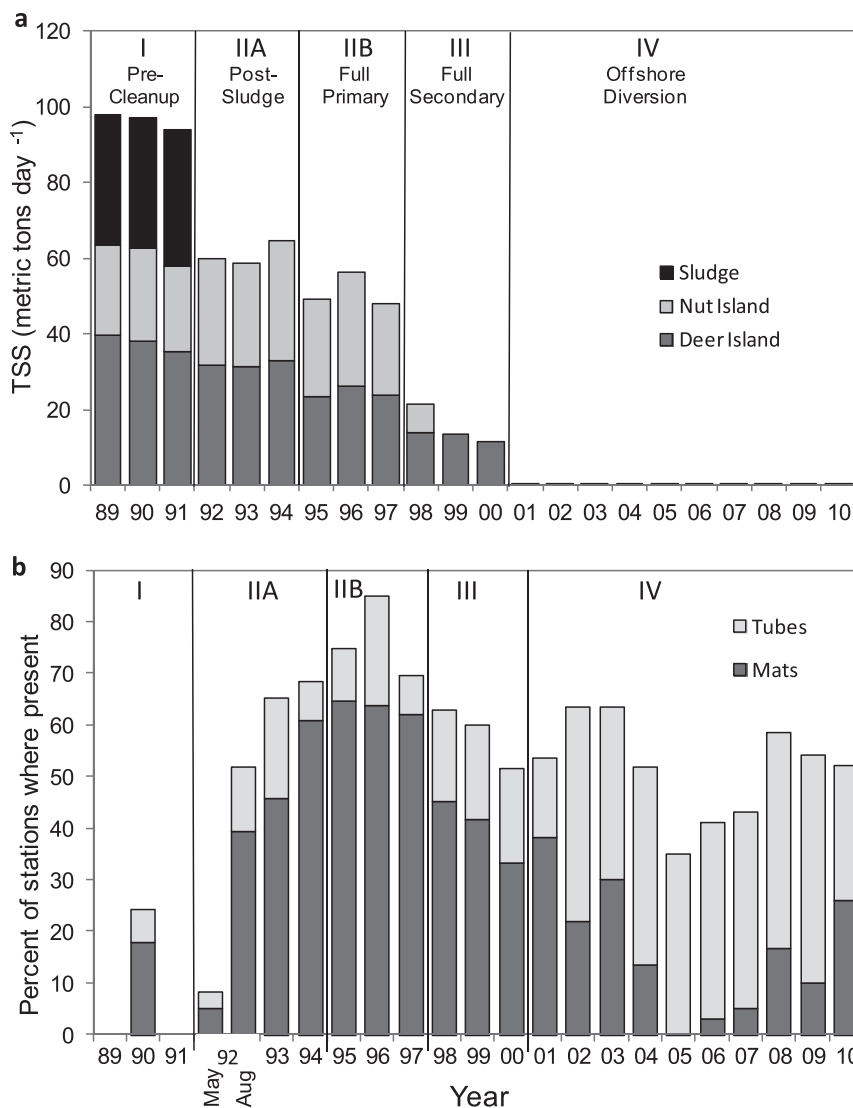 a
120
100
80
60
40
20
0
TSS (metric tons day -1)
I
Pre-
Cleanup
IIA
Post-
Sludge
IIB
Full
Primary
III
Full
Secondary
IV
Offshore
Diversion
Sludge
Nut Island
Deer Island
89 90 91 92 93 94 95 96 97 98 99 00 01 02 03 04 05 06 07 08 09 10
b
90
80
70
60
50
40
30
20
10
0
Percent of stations where present
I IIA IIB III IV
Tubes
Mats
89 90 91 92 93 94 95 96 97 98 99 00 01 02 03 04 05 06 07 08 09 10
May
Aug
Year